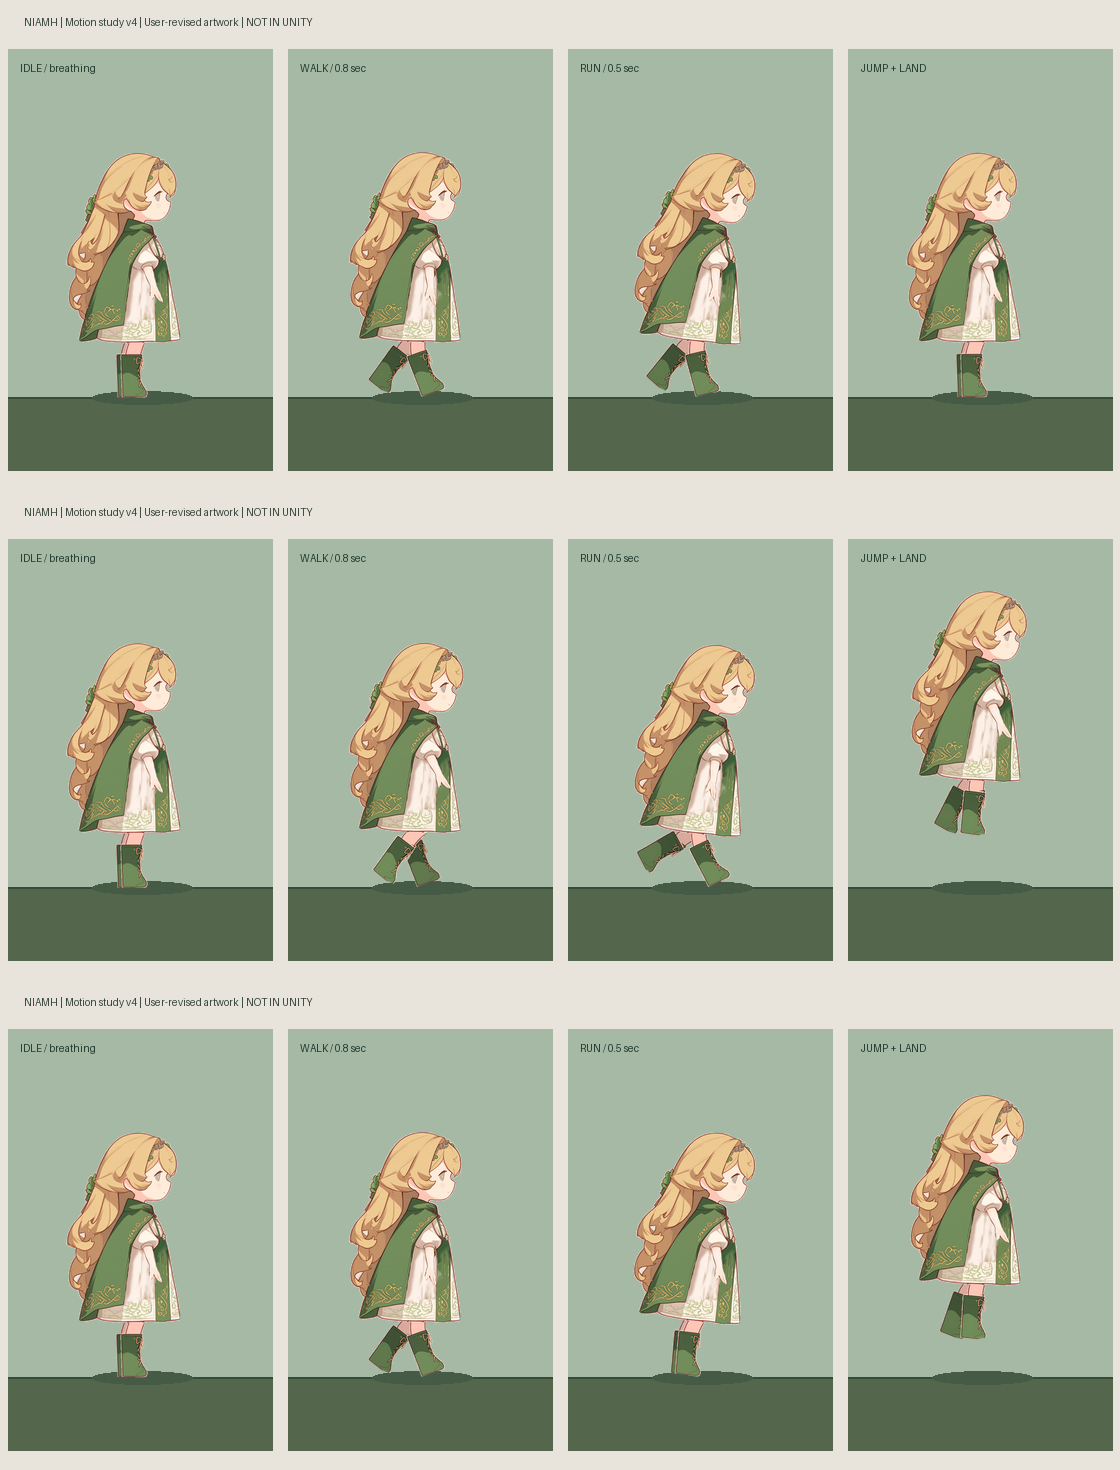 NIAMH | Motion study v4 | User-revised artwork | NOT IN UNITY
IDLE / breathing
WALK / 0.8 sec
RUN / 0.5 sec
JUMP + LAND
NIAMH | Motion study v4 | User-revised artwork | NOT IN UNITY
IDLE / breathing
WALK / 0.8 sec
RUN / 0.5 sec
JUMP + LAND
NIAMH | Motion study v4 | User-revised artwork | NOT IN UNITY
IDLE / breathing
WALK / 0.8 sec
RUN / 0.5 sec
JUMP + LAND